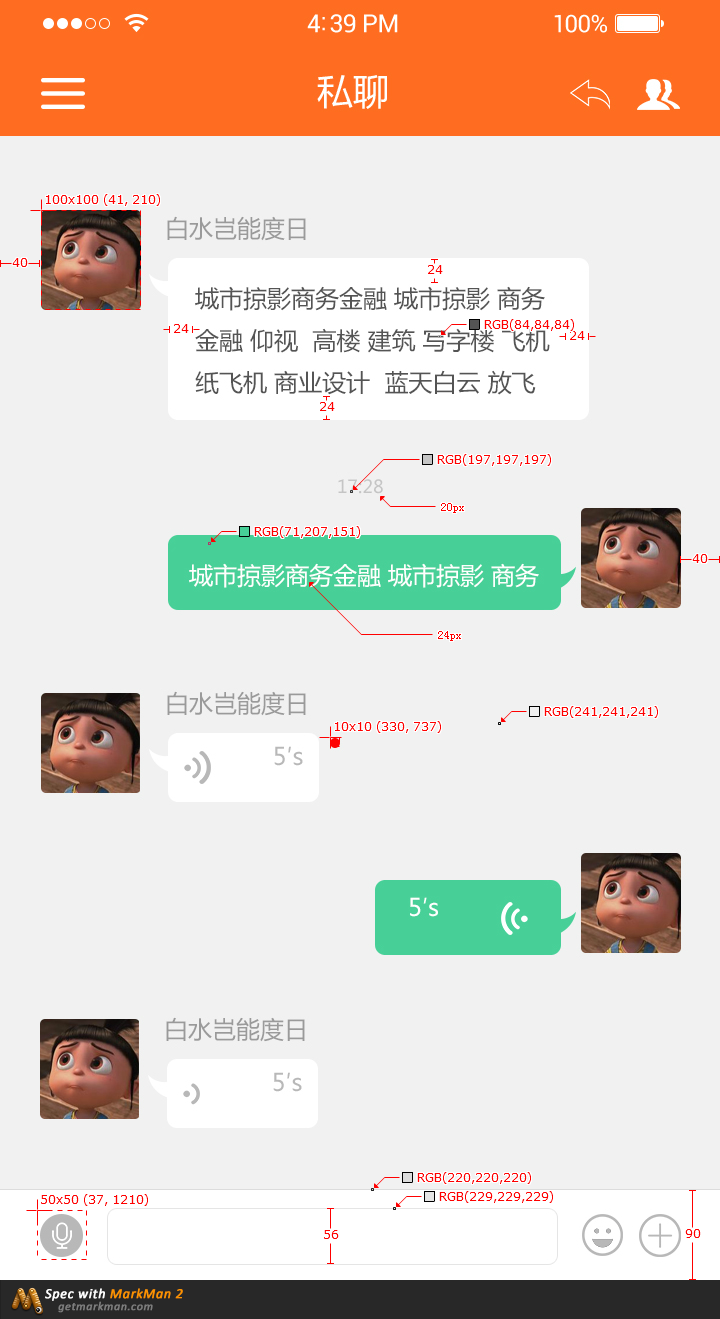 4:39 PM
100%
私聊
100x100 (41, 210)
白水岂能度日
40
24
城市掠影商务金融 城市掠影 商务
RGB(84,84,84)
24
金融 仰视 高楼 建筑 写字楼 飞机
24
纸飞机 商业设计 蓝天白云 放飞
24
RGB(197,197,197)
17:28
20px
RGB(71,207,151)
40
城市掠影商务金融 城市掠影 商务
24px
白水岂能度日
RGB(241,241,241)
10x10 (330, 737)
5's
5's
白水岂能度日
5's
RGB(220,220,220)
50x50 (37, 1210)
RGB(229,229,229)
56
90
Spec with MarkMan 2
getmarkman.com